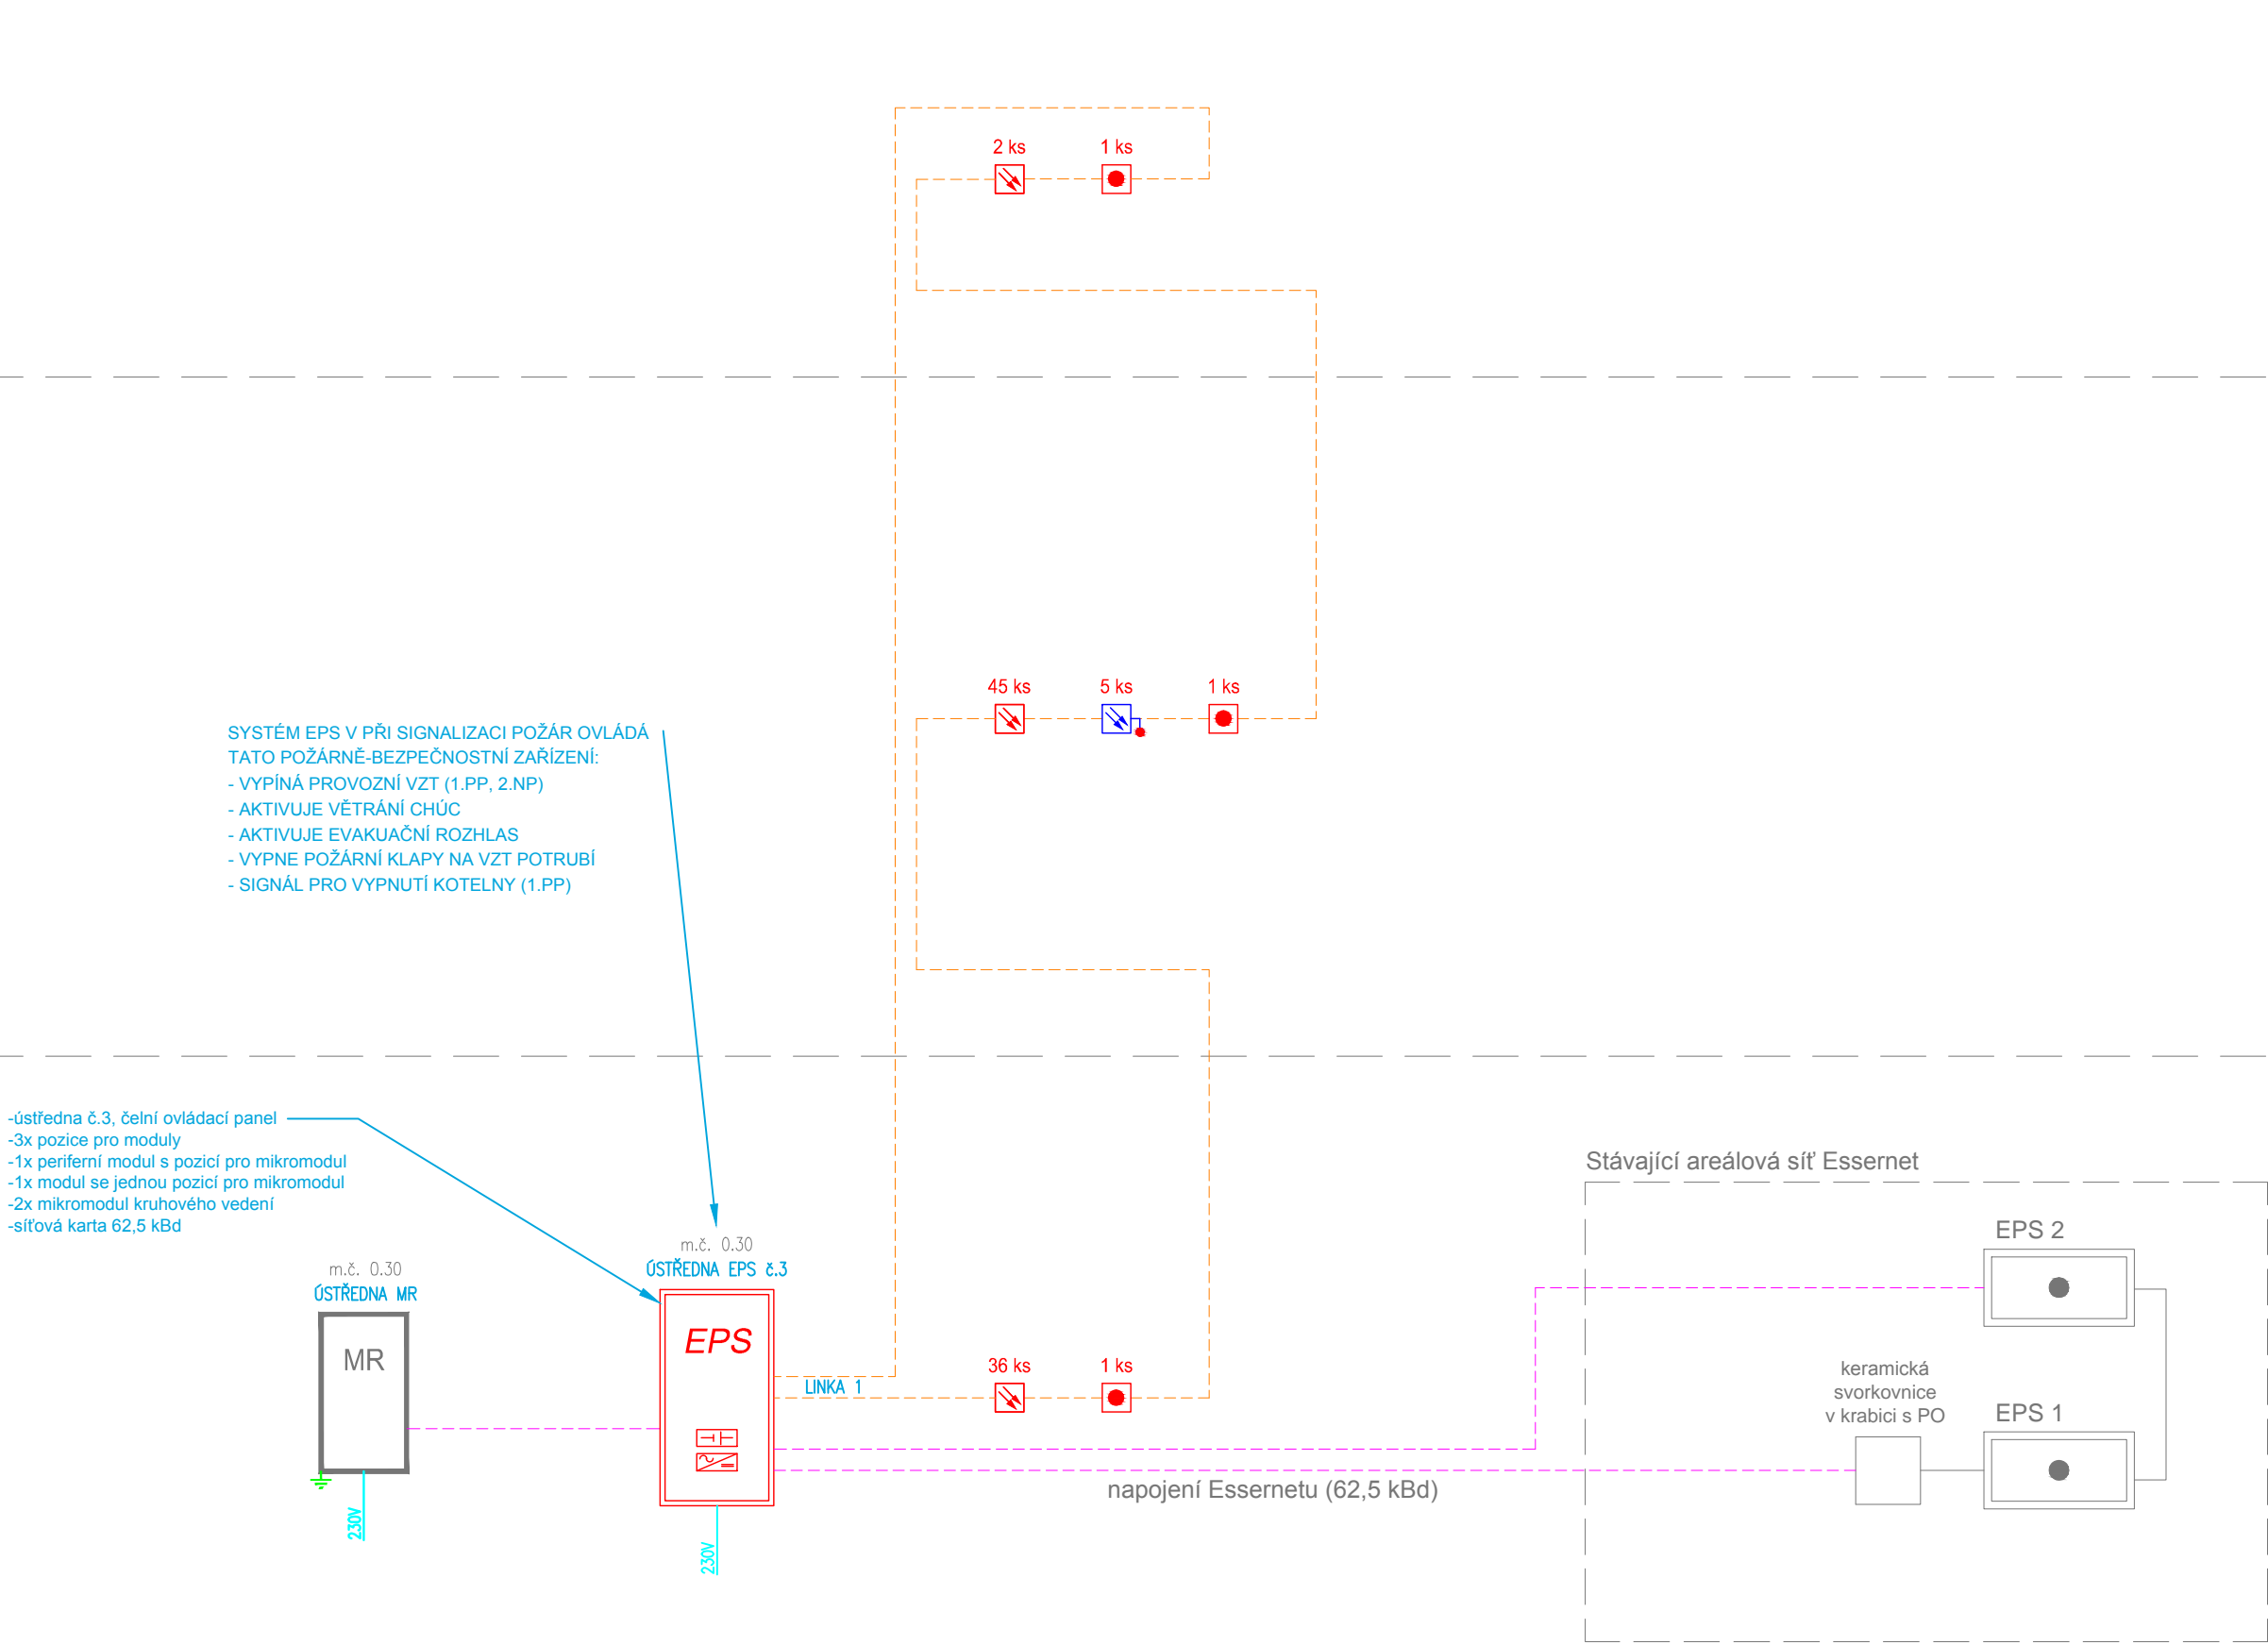 2 ks
1 ks
45 ks
5 ks
1 ks
SYSTÉM EPS V PŘI SIGNALIZACI POŽÁR OVLÁDÁ
TATO POŽÁRNĚ-BEZPEČNOSTNÍ ZAŘÍZENÍ:
- VYPÍNÁ PROVOZNÍ VZT (1.PP, 2.NP)
- AKTIVUJE VĚTRÁNÍ CHÚC
- AKTIVUJE EVAKUAČNÍ ROZHLAS
- VYPNE POŽÁRNÍ KLAPY NA VZT POTRUBÍ
- SIGNÁL PRO VYPNUTÍ KOTELNY (1.PP)
-ústředna č.3, čelní ovládací panel
-3x pozice pro moduly
-1x periferní modul s pozicí pro mikromodul
-1x modul se jednou pozicí pro mikromodul
-2x mikromodul kruhového vedení
-síťová karta 62,5 kBd
m.č. 0.30
ÚSTŘEDNA MR
MR
230V
m.č. 0.30
ÚSTŘEDNA EPS č.3
EPS
230V
LINKA 1
36 ks
1 ks
napojení Essernetu (62,5 kBd)
Stávající areálová síť Essernet
EPS 2
keramická
svorkovnice
v krabici s PO
EPS 1